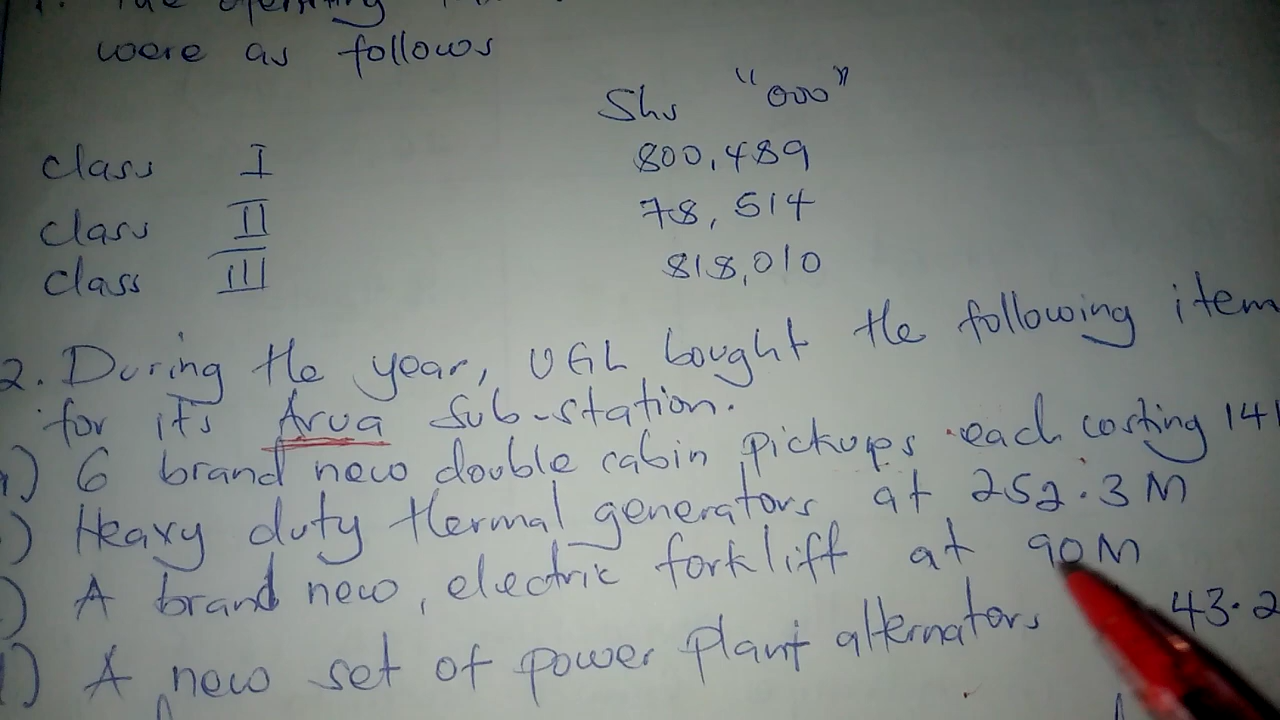 were as follows
Shs "000"
class I 800,489
class II 78,514
class III 818,010
2. During the year, UGL bought the following item
for its Arua sub-station.
) 6 brand new double cabin pickups each costing 141
) Heavy duty thermal generators at 252.3M
) A brand new, electric forklift at 90M
) A new set of power plant alternators 43.2